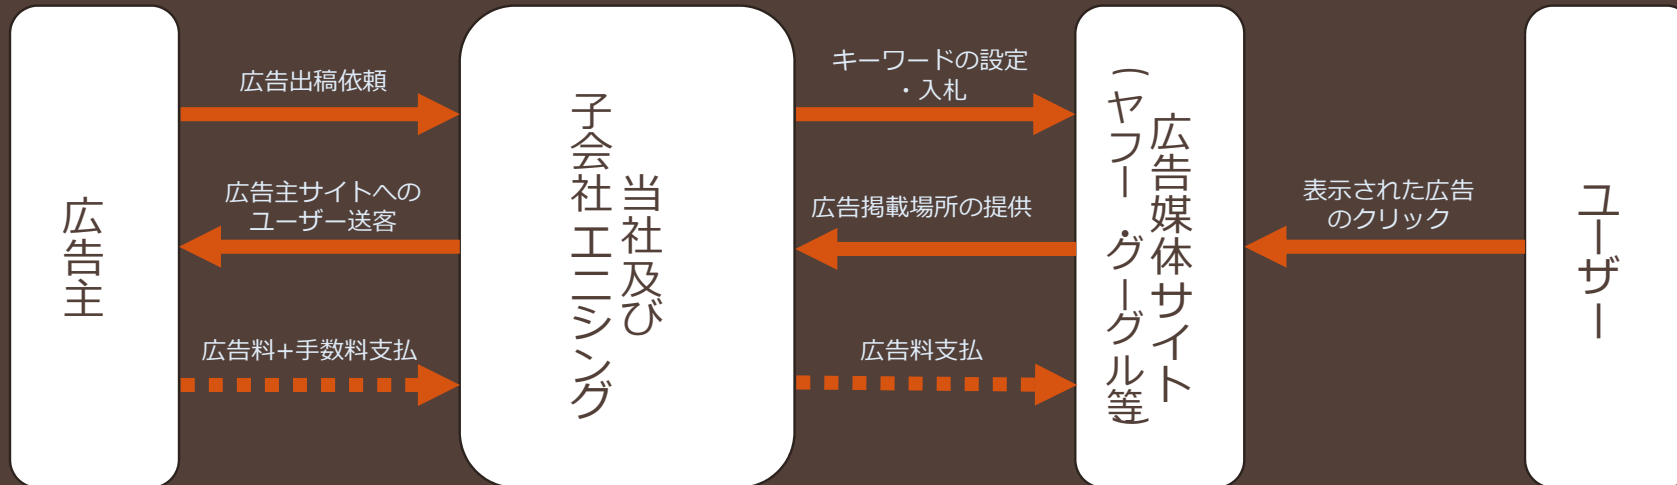 広告主
広告出稿依頼
広告主サイトへの
ユーザー送客
広告料+手数料支払
当社及び
子会社エニシング
キーワードの設定
・入札
広告掲載場所の提供
広告料支払
広告媒体サイト
(ヤフー・グーグル等)
表示された広告
のクリック
ユーザー